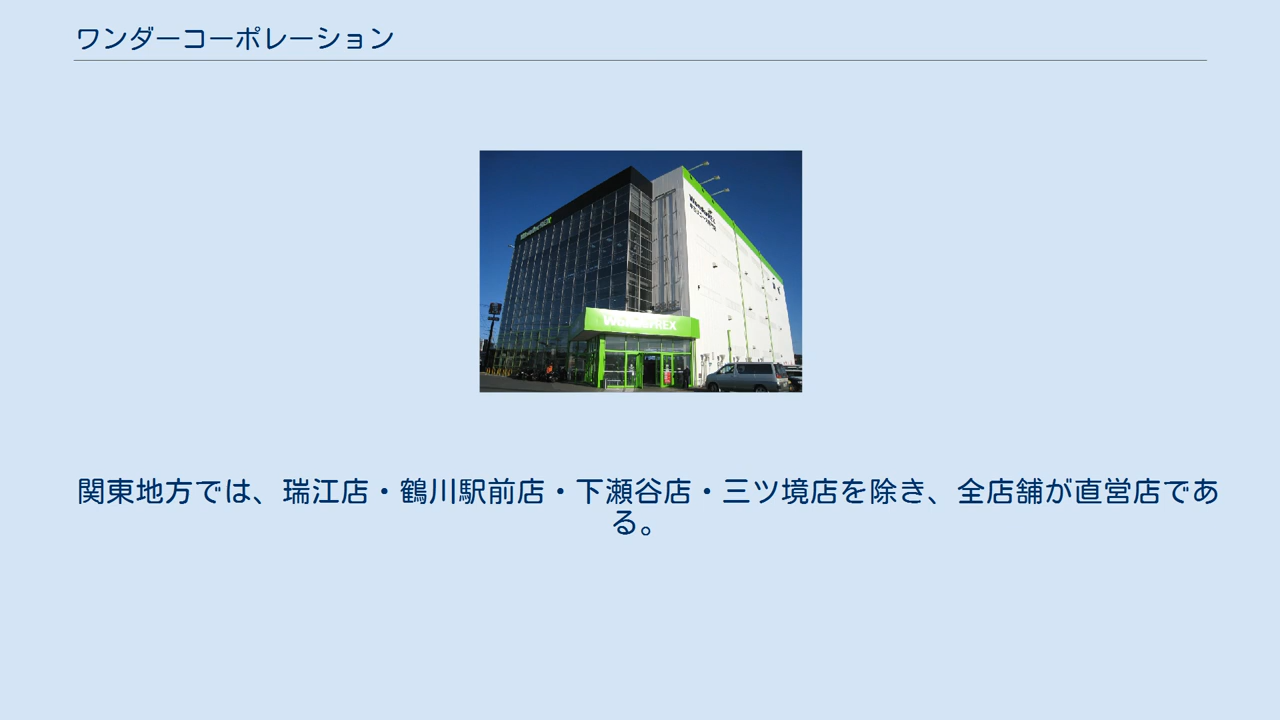 ワンダーコーポレーション
WonderREX
WonderREX
関東地方では、瑞江店・鶴川駅前店・下瀬谷店・三ツ境店を除き、全店舗が直営店であ
る。